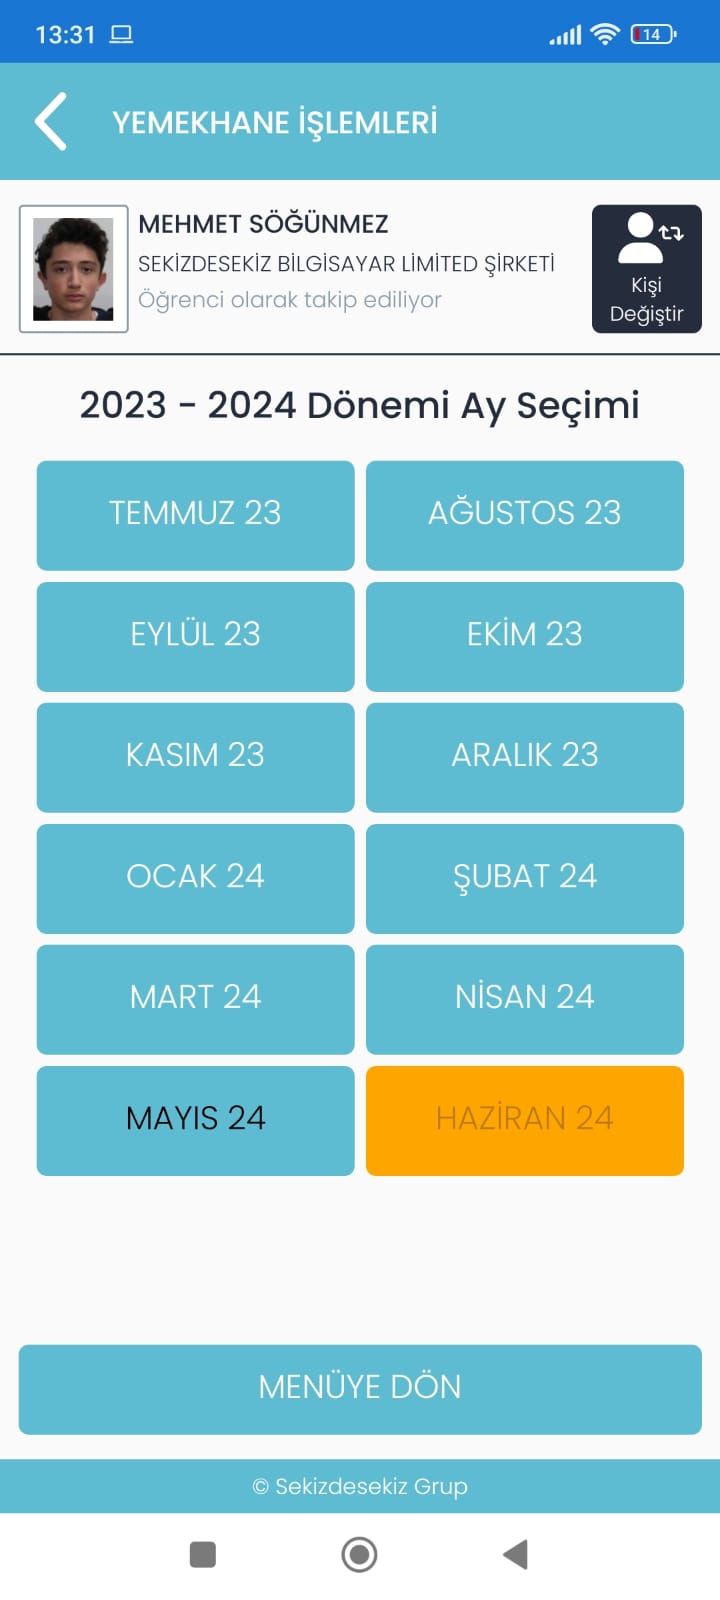 13:31
14
YEMEKHANE İŞLEMLERİ
MEHMET SÖĞÜNMEZ
SEKİZDESEKİZ BİLGİSAYAR LİMİTED ŞİRKETİ
Öğrenci olarak takip ediliyor
Kişi
Değiştir
2023 - 2024 Dönemi Ay Seçimi
TEMMUZ 23
AĞUSTOS 23
EYLÜL 23
EKİM 23
KASIM 23
ARALIK 23
OCAK 24
ŞUBAT 24
MART 24
NİSAN 24
MAYIS 24
HAZİRAN 24
MENÜYE DÖN
© Sekizdesekiz Grup